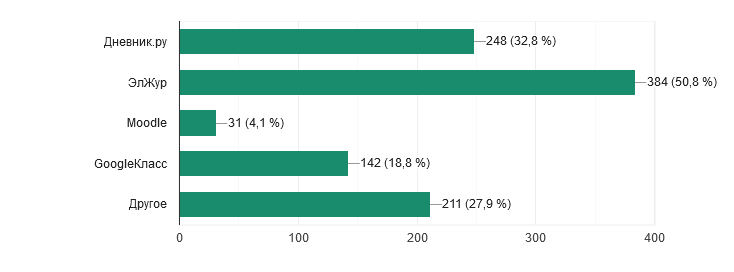 Дневник.ру 248 (32,8 %)
ЭлЖур 384 (50,8 %)
Moodle 31 (4,1 %)
GoogleКласс 142 (18,8 %)
Другое 211 (27,9 %)
0 100 200 300 400